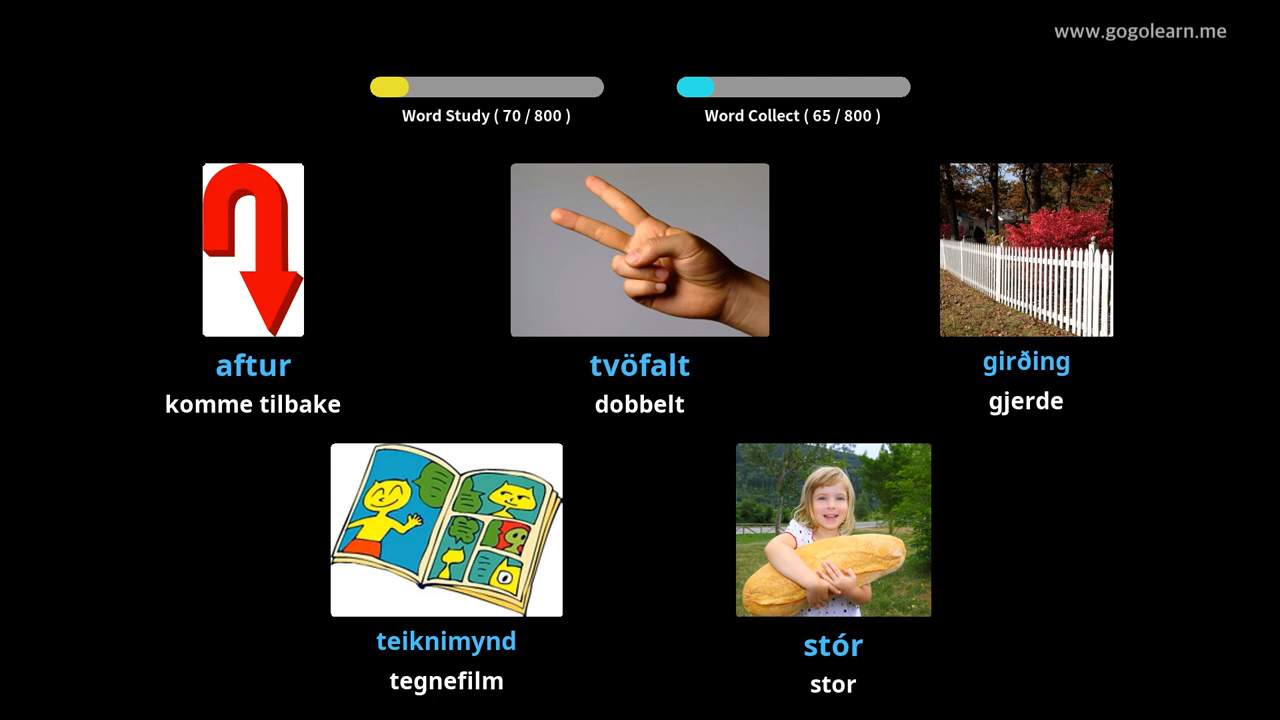 www.gogolearn.me
Word Study ( 70 / 800 )
Word Collect ( 65 / 800 )
aftur
komme tilbake
tvöfalt
dobbelt
girðing
gjerde
teiknimynd
tegnefilm
stór
stor